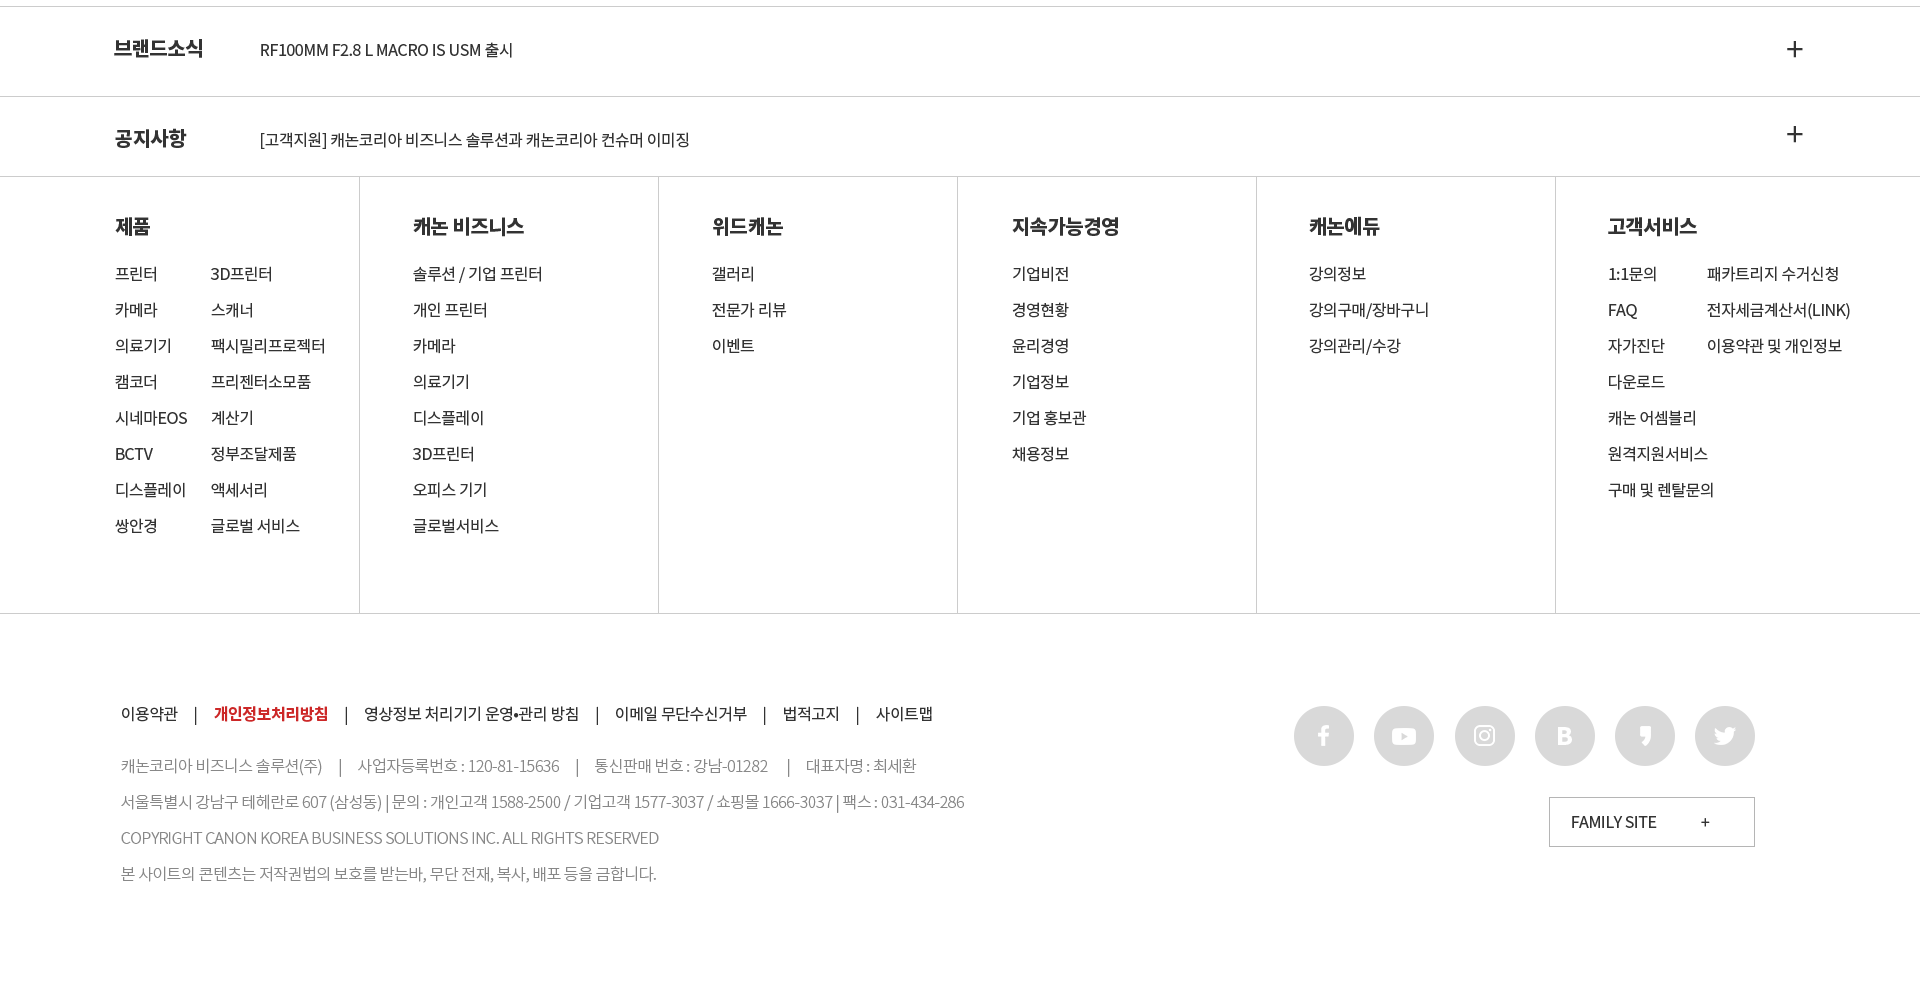 브랜드소식 RF100MM F2.8 L MACRO IS USM 출시 +
공지사항 [고객지원] 캐논코리아 비즈니스 솔루션과 캐논코리아 컨슈머 이미징 +
제품
프린터 3D프린터
카메라 스캐너
의료기기 팩시밀리프로젝터
캠코더 프리젠터소모품
시네마EOS 계산기
BCTV 정부조달제품
디스플레이 액세서리
쌍안경 글로벌 서비스
캐논 비즈니스
솔루션 / 기업 프린터
개인 프린터
카메라
의료기기
디스플레이
3D프린터
오피스 기기
글로벌서비스
위드캐논
갤러리
전문가 리뷰
이벤트
지속가능경영
기업비전
경영현황
윤리경영
기업정보
기업 홍보관
채용정보
캐논에듀
강의정보
강의구매/장바구니
강의관리/수강
고객서비스
1:1문의 패카트리지 수거신청
FAQ 전자세금계산서(LINK)
자가진단 이용약관 및 개인정보
다운로드
캐논 어셈블리
원격지원서비스
구매 및 렌탈문의
이용약관 | 개인정보처리방침 | 영상정보 처리기기 운영•관리 방침 | 이메일 무단수신거부 | 법적고지 | 사이트맵
캐논코리아 비즈니스 솔루션(주) | 사업자등록번호 : 120-81-15636 | 통신판매 번호 : 강남-01282 | 대표자명 : 최세환
서울특별시 강남구 테헤란로 607 (삼성동) | 문의 : 개인고객 1588-2500 / 기업고객 1577-3037 / 쇼핑몰 1666-3037 | 팩스 : 031-434-286
COPYRIGHT CANON KOREA BUSINESS SOLUTIONS INC. ALL RIGHTS RESERVED
본 사이트의 콘텐츠는 저작권법의 보호를 받는바, 무단 전재, 복사, 배포 등을 금합니다.
B
FAMILY SITE +